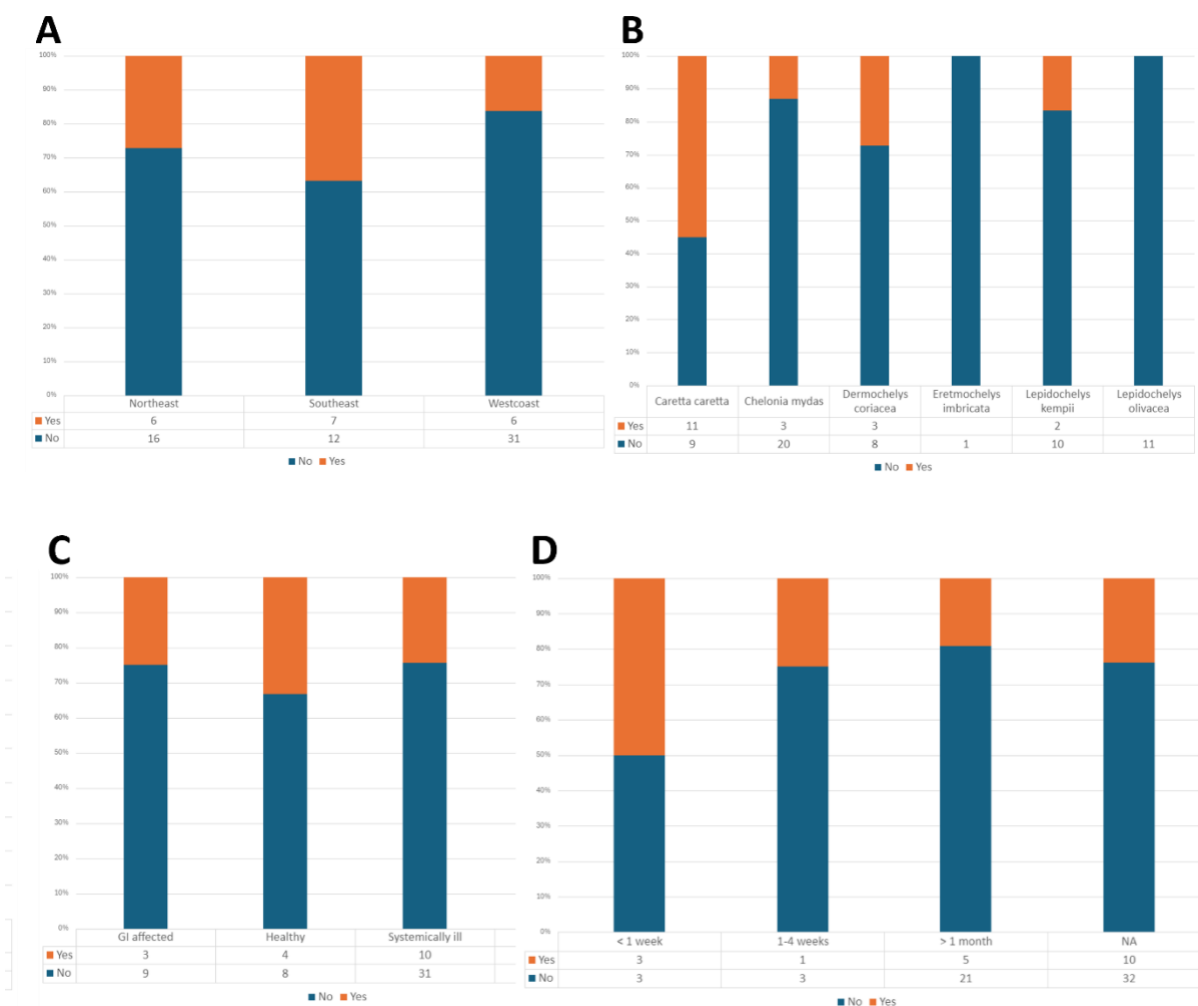 A
100%
90%
80%
70%
60%
50%
40%
30%
20%
10%
0%
Northeast Southeast Westcoast
Yes 6 7 6
No 16 12 31
No Yes
B
100%
90%
80%
70%
60%
50%
40%
30%
20%
10%
0%
Caretta caretta Chelonia mydas Dermochelys coriacea Eretmochelys imbricata Lepidochelys kempii Lepidochelys olivacea
Yes 11 3 3 2
No 9 20 8 1 10 11
No Yes
C
100%
90%
80%
70%
60%
50%
40%
30%
20%
10%
0%
GI affected Healthy Systemically ill
Yes 3 4 10
No 9 8 31
No Yes
D
100%
90%
80%
70%
60%
50%
40%
30%
20%
10%
0%
< 1 week 1-4 weeks > 1 month NA
Yes 3 1 5 10
No 3 3 21 32
No Yes